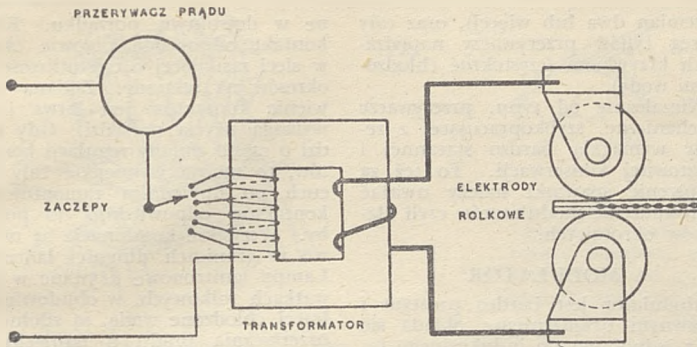 PRZERYWACZ PRĄDU
ZACZEPY
ELEKTRODY
ROLKOWE
TRANSFORMATOR